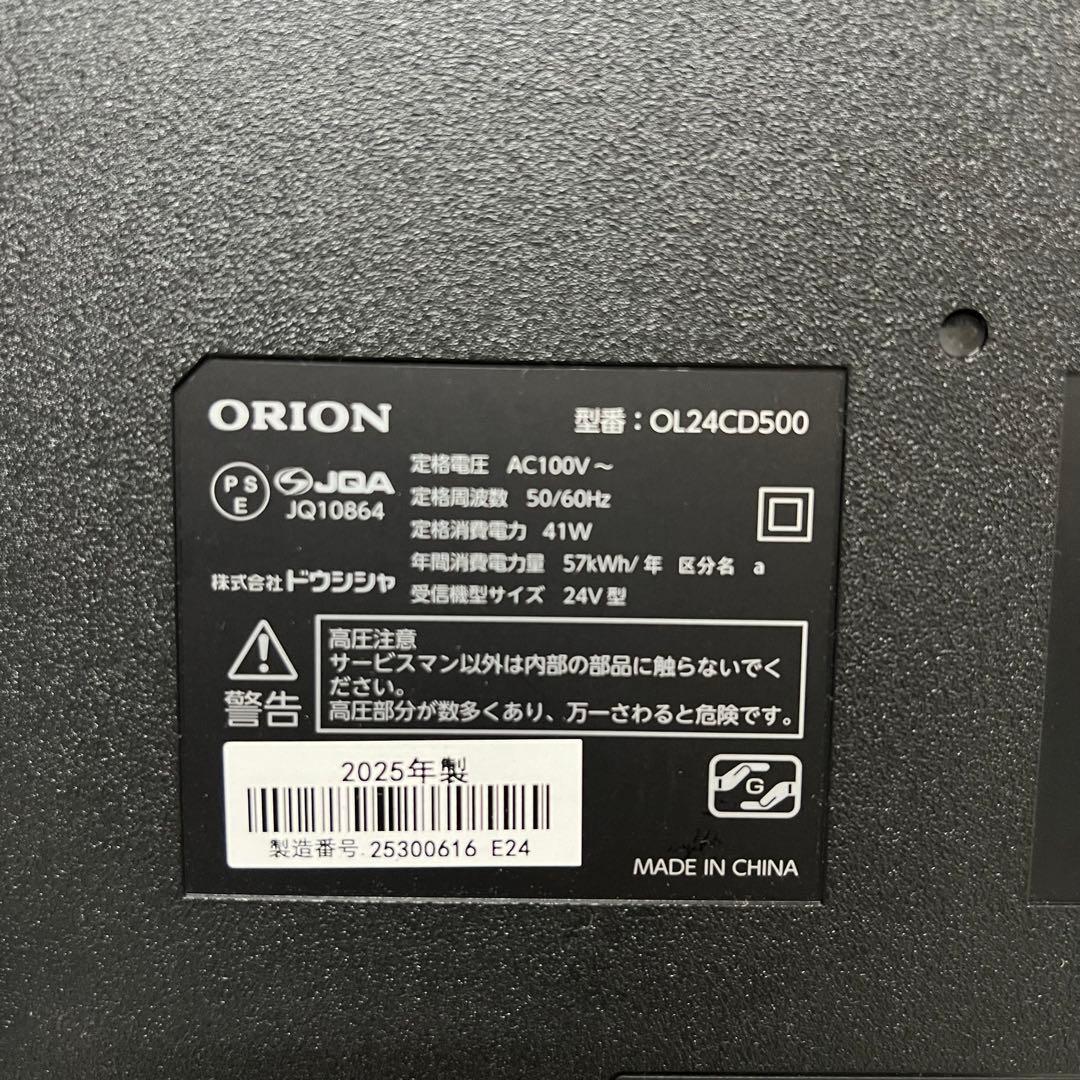 ORION
型番：OL24CD500
PS
E
JQA
JQ10864
定格電圧 AC100V～
定格周波数 50/60Hz
定格消費電力 41W
年間消費電力量 57kWh/年 区分名 a
受信機型サイズ 24V型
株式会社ドウシシャ
警告
高圧注意
サービスマン以外は内部の部品に触らないでく
ださい。
高圧部分が数多くあり、万一さわると危険です。
2025年製
製造番号.25300616 E24
G
MADE IN CHINA